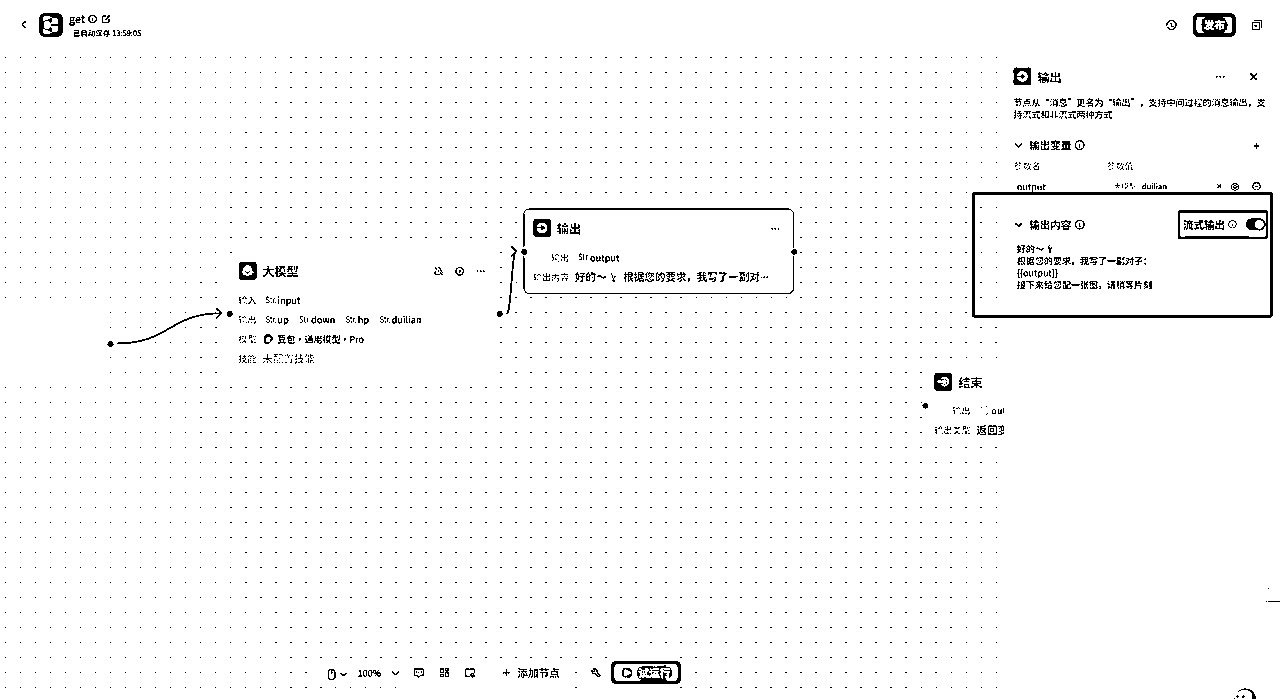 get
已自动保存 13:59:05
发布
输出
节点从“消息”更名为“输出”，支持中间过程的消息输出，支
持流式和非流式两种方式
输出变量
参数名 参数值
output duilian
输出内容 流式输出
好的～
根据您的要求，我写了一副对子：
{{output}}
接下来给您配一张图，请稍等片刻
输出
输出 Str. output
输出内容 好的～ 根据您的要求，我写了一副对…
大模型
输入 Str. input
输出 Str. up Str. down Str. hp Str. duilian
模型 豆包·通用模型·Pro
技能 未配置技能
结束
输出 out
输出类型 返回变
100% 添加节点 试运行